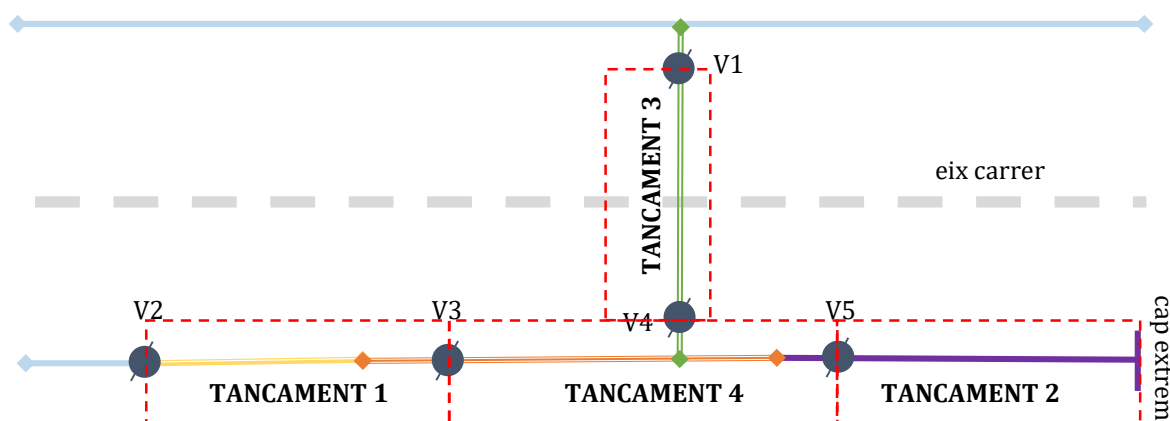 V1
TANCAMENT 3
eix carrer
V2
V3
V4
V5
cap extrem
TANCAMENT 1
TANCAMENT 4
TANCAMENT 2